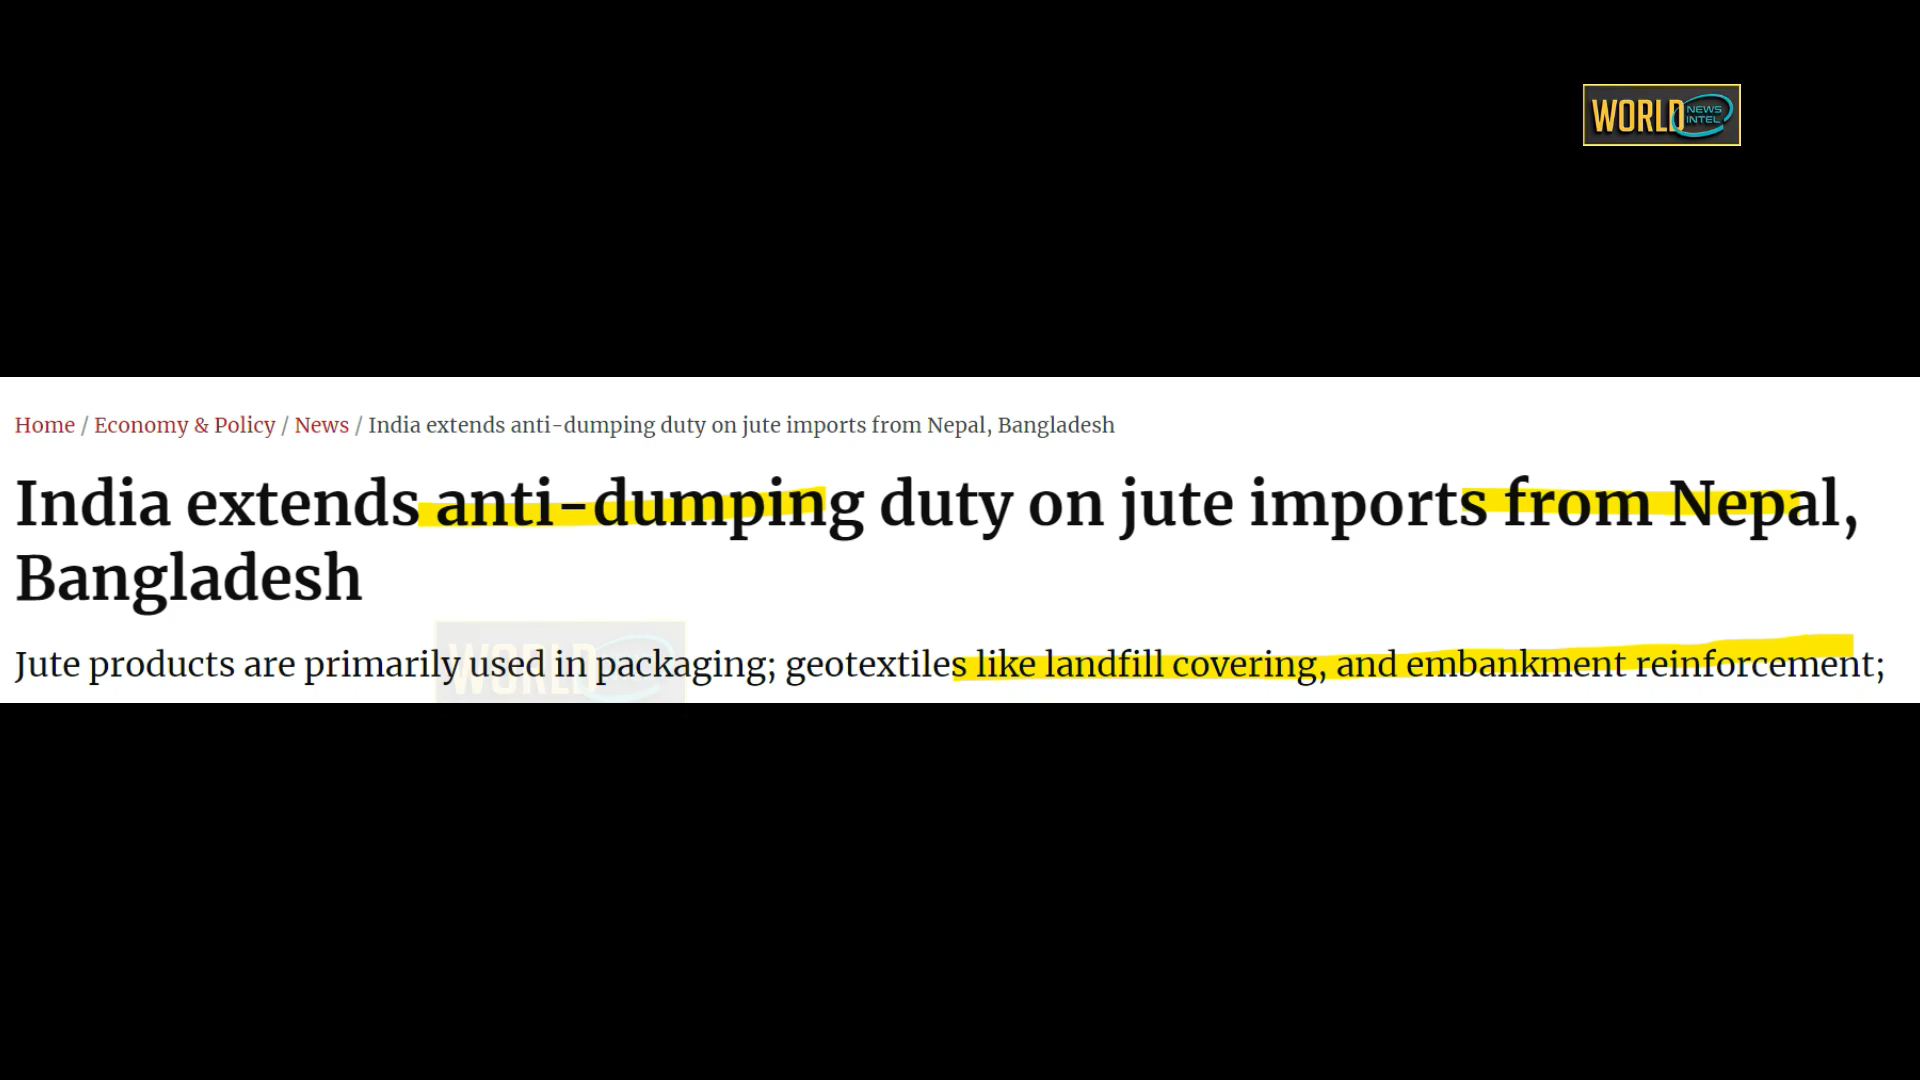 WORLD NEWS INTEL
Home / Economy & Policy / News / India extends anti-dumping duty on jute imports from Nepal, Bangladesh
India extends anti-dumping duty on jute imports from Nepal,
Bangladesh
Jute products are primarily used in packaging; geotextiles like landfill covering, and embankment reinforcement;
WORLD